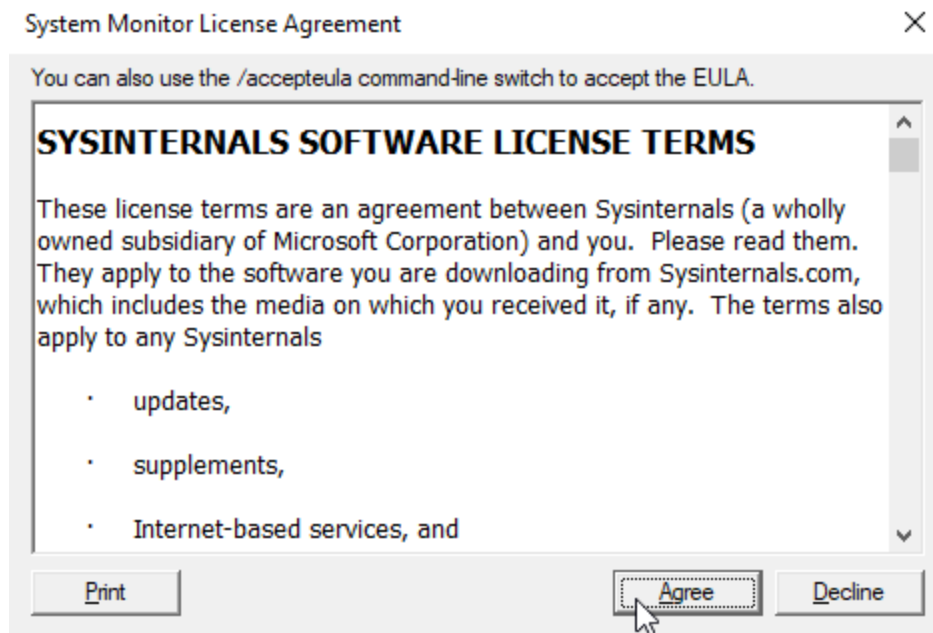 System Monitor License Agreement
You can also use the /accepteula command-line switch to accept the EULA.
SYSINTERNALS SOFTWARE LICENSE TERMS
These license terms are an agreement between Sysinternals (a wholly
owned subsidiary of Microsoft Corporation) and you.  Please read them.
They apply to the software you are downloading from Sysinternals.com,
which includes the media on which you received it, if any.  The terms also
apply to any Sysinternals
· updates,
· supplements,
· Internet-based services, and
Print Agree Decline